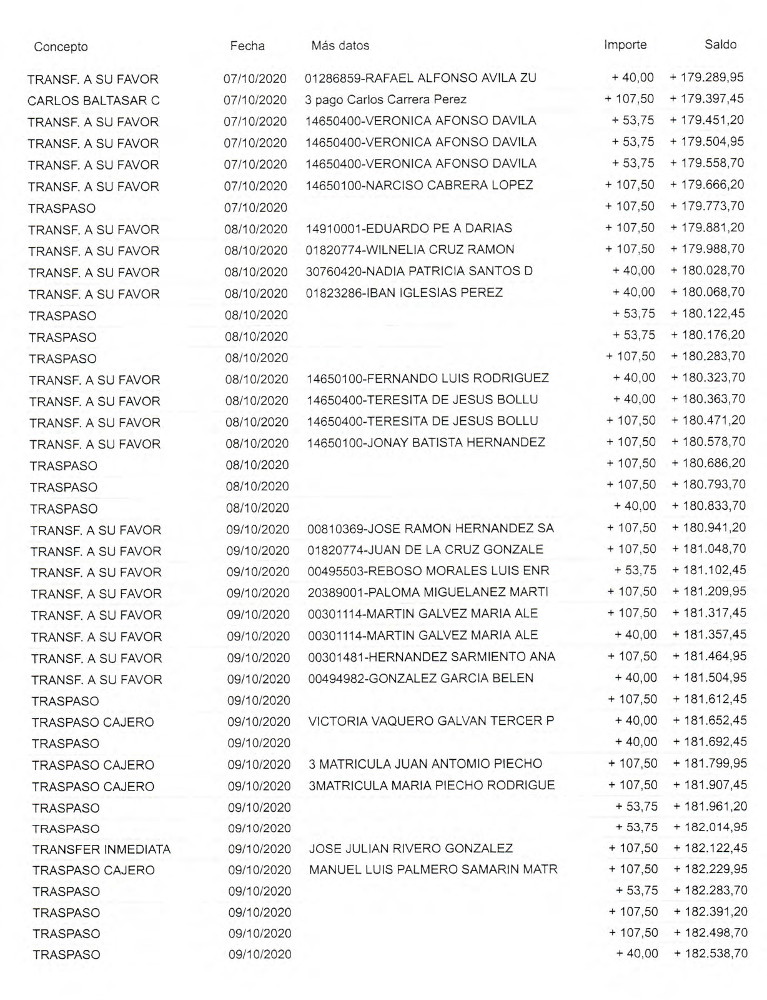 Concepto Fecha Más datos Importe Saldo
TRANSF. A SU FAVOR 07/10/2020 01286859-RAFAEL ALFONSO AVILA ZU + 40,00 + 179.289,95
CARLOS BALTASAR C 07/10/2020 3 pago Carlos Carrera Perez + 107,50 + 179.397,45
TRANSF. A SU FAVOR 07/10/2020 14650400-VERONICA AFONSO DAVILA + 53,75 + 179.451,20
TRANSF. A SU FAVOR 07/10/2020 14650400-VERONICA AFONSO DAVILA + 53,75 + 179.504,95
TRANSF. A SU FAVOR 07/10/2020 14650400-VERONICA AFONSO DAVILA + 53,75 + 179.558,70
TRANSF. A SU FAVOR 07/10/2020 14650100-NARCISO CABRERA LOPEZ + 107,50 + 179.666,20
TRASPASO 07/10/2020 + 107,50 + 179.773,70
TRANSF. A SU FAVOR 08/10/2020 14910001-EDUARDO PE A DARIAS + 107,50 + 179.881,20
TRANSF. A SU FAVOR 08/10/2020 01820774-WILNELIA CRUZ RAMON + 107,50 + 179.988,70
TRANSF. A SU FAVOR 08/10/2020 30760420-NADIA PATRICIA SANTOS D + 40,00 + 180.028,70
TRANSF. A SU FAVOR 08/10/2020 01823286-IBAN IGLESIAS PEREZ + 40,00 + 180.068,70
TRASPASO 08/10/2020 + 53,75 + 180.122,45
TRASPASO 08/10/2020 + 53,75 + 180.176,20
TRASPASO 08/10/2020 + 107,50 + 180.283,70
TRANSF. A SU FAVOR 08/10/2020 14650100-FERNANDO LUIS RODRIGUEZ + 40,00 + 180.323,70
TRANSF. A SU FAVOR 08/10/2020 14650400-TERESITA DE JESUS BOLLU + 40,00 + 180.363,70
TRANSF. A SU FAVOR 08/10/2020 14650400-TERESITA DE JESUS BOLLU + 107,50 + 180.471,20
TRANSF. A SU FAVOR 08/10/2020 14650100-JONAY BATISTA HERNANDEZ + 107,50 + 180.578,70
TRASPASO 08/10/2020 + 107,50 + 180.686,20
TRASPASO 08/10/2020 + 107,50 + 180.793,70
TRASPASO 08/10/2020 + 40,00 + 180.833,70
TRANSF. A SU FAVOR 09/10/2020 00810369-JOSE RAMON HERNANDEZ SA + 107,50 + 180.941,20
TRANSF. A SU FAVOR 09/10/2020 01820774-JUAN DE LA CRUZ GONZALE + 107,50 + 181.048,70
TRANSF. A SU FAVOR 09/10/2020 00495503-REBOSO MORALES LUIS ENR + 53,75 + 181.102,45
TRANSF. A SU FAVOR 09/10/2020 20389001-PALOMA MIGUELANEZ MARTI + 107,50 + 181.209,95
TRANSF. A SU FAVOR 09/10/2020 00301114-MARTIN GALVEZ MARIA ALE + 107,50 + 181.317,45
TRANSF. A SU FAVOR 09/10/2020 00301114-MARTIN GALVEZ MARIA ALE + 40,00 + 181.357,45
TRANSF. A SU FAVOR 09/10/2020 00301481-HERNANDEZ SARMIENTO ANA + 107,50 + 181.464,95
TRANSF. A SU FAVOR 09/10/2020 00494982-GONZALEZ GARCIA BELEN + 40,00 + 181.504,95
TRASPASO 09/10/2020 + 107,50 + 181.612,45
TRASPASO CAJERO 09/10/2020 VICTORIA VAQUERO GALVAN TERCER P + 40,00 + 181.652,45
TRASPASO 09/10/2020 + 40,00 + 181.692,45
TRASPASO CAJERO 09/10/2020 3 MATRICULA JUAN ANTOMIO PIECHO + 107,50 + 181.799,95
TRASPASO CAJERO 09/10/2020 3MATRICULA MARIA PIECHO RODRIGUE + 107,50 + 181.907,45
TRASPASO 09/10/2020 + 53,75 + 181.961,20
TRASPASO 09/10/2020 + 53,75 + 182.014,95
TRANSFER INMEDIATA 09/10/2020 JOSE JULIAN RIVERO GONZALEZ + 107,50 + 182.122,45
TRASPASO CAJERO 09/10/2020 MANUEL LUIS PALMERO SAMARIN MATR + 107,50 + 182.229,95
TRASPASO 09/10/2020 + 53,75 + 182.283,70
TRASPASO 09/10/2020 + 107,50 + 182.391,20
TRASPASO 09/10/2020 + 107,50 + 182.498,70
TRASPASO 09/10/2020 + 40,00 + 182.538,70